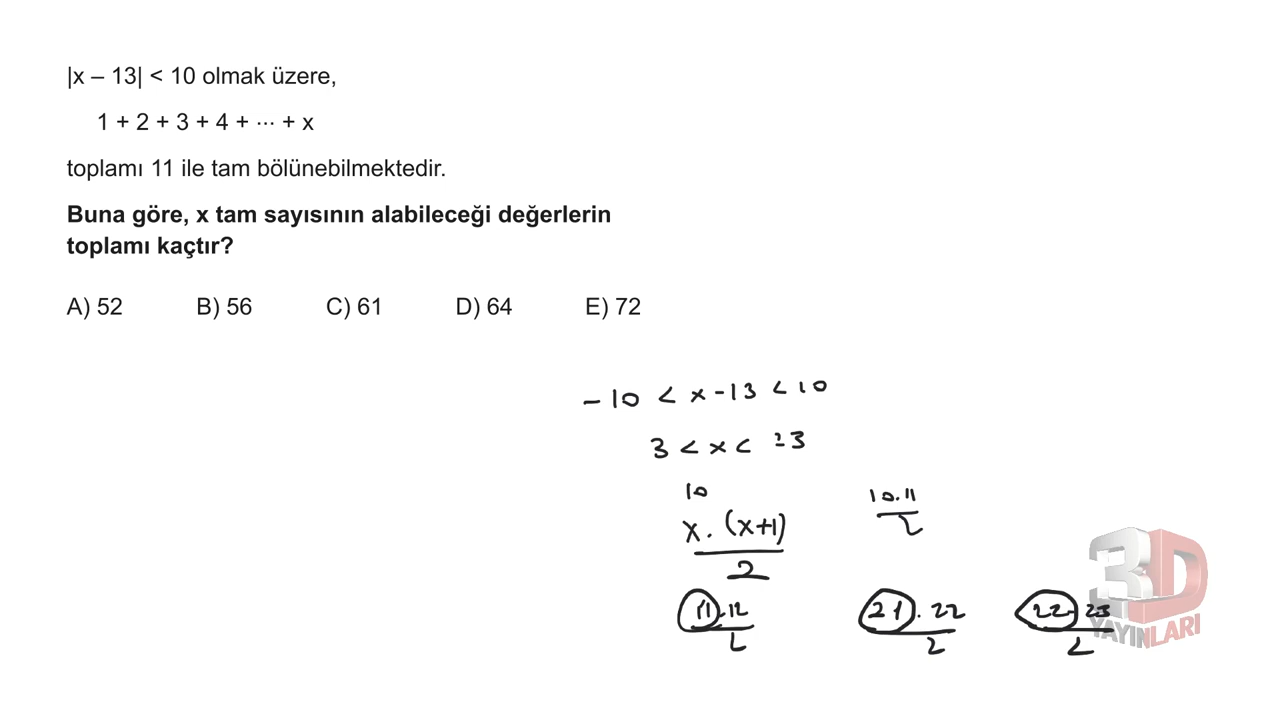 |x – 13| < 10 olmak üzere,
1 + 2 + 3 + 4 + ··· + x
toplamı 11 ile tam bölünebilmektedir.
Buna göre, x tam sayısının alabileceği değerlerin
toplamı kaçtır?
A) 52 B) 56 C) 61 D) 64 E) 72
-10 < x-13 < 10
3 < x < 23
10
x.(x+1)
2
10.11
2
11.12
2
21.22
2
22.23
2
3D
YAYINLARI